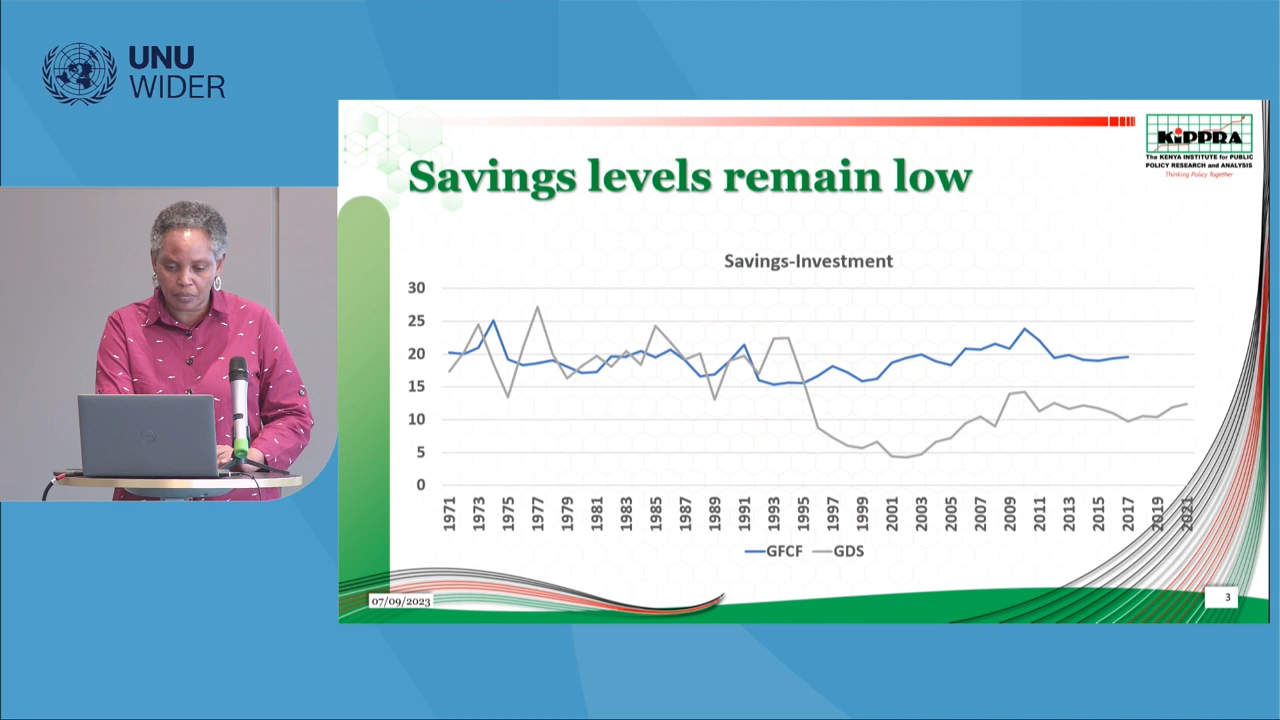 UNU
WIDER
KIPPRA
The KENYA INSTITUTE for PUBLIC
POLICY RESEARCH and ANALYSIS
Thinking Policy Together
Savings levels remain low
Savings-Investment
30
25
20
15
10
5
0
1971 1973 1975 1977 1979 1981 1983 1985 1987 1989 1991 1993 1995 1997 1999 2001 2003 2005 2007 2009 2011 2013 2015 2017 2019 2021
GFCF GDS
07/09/2023
3